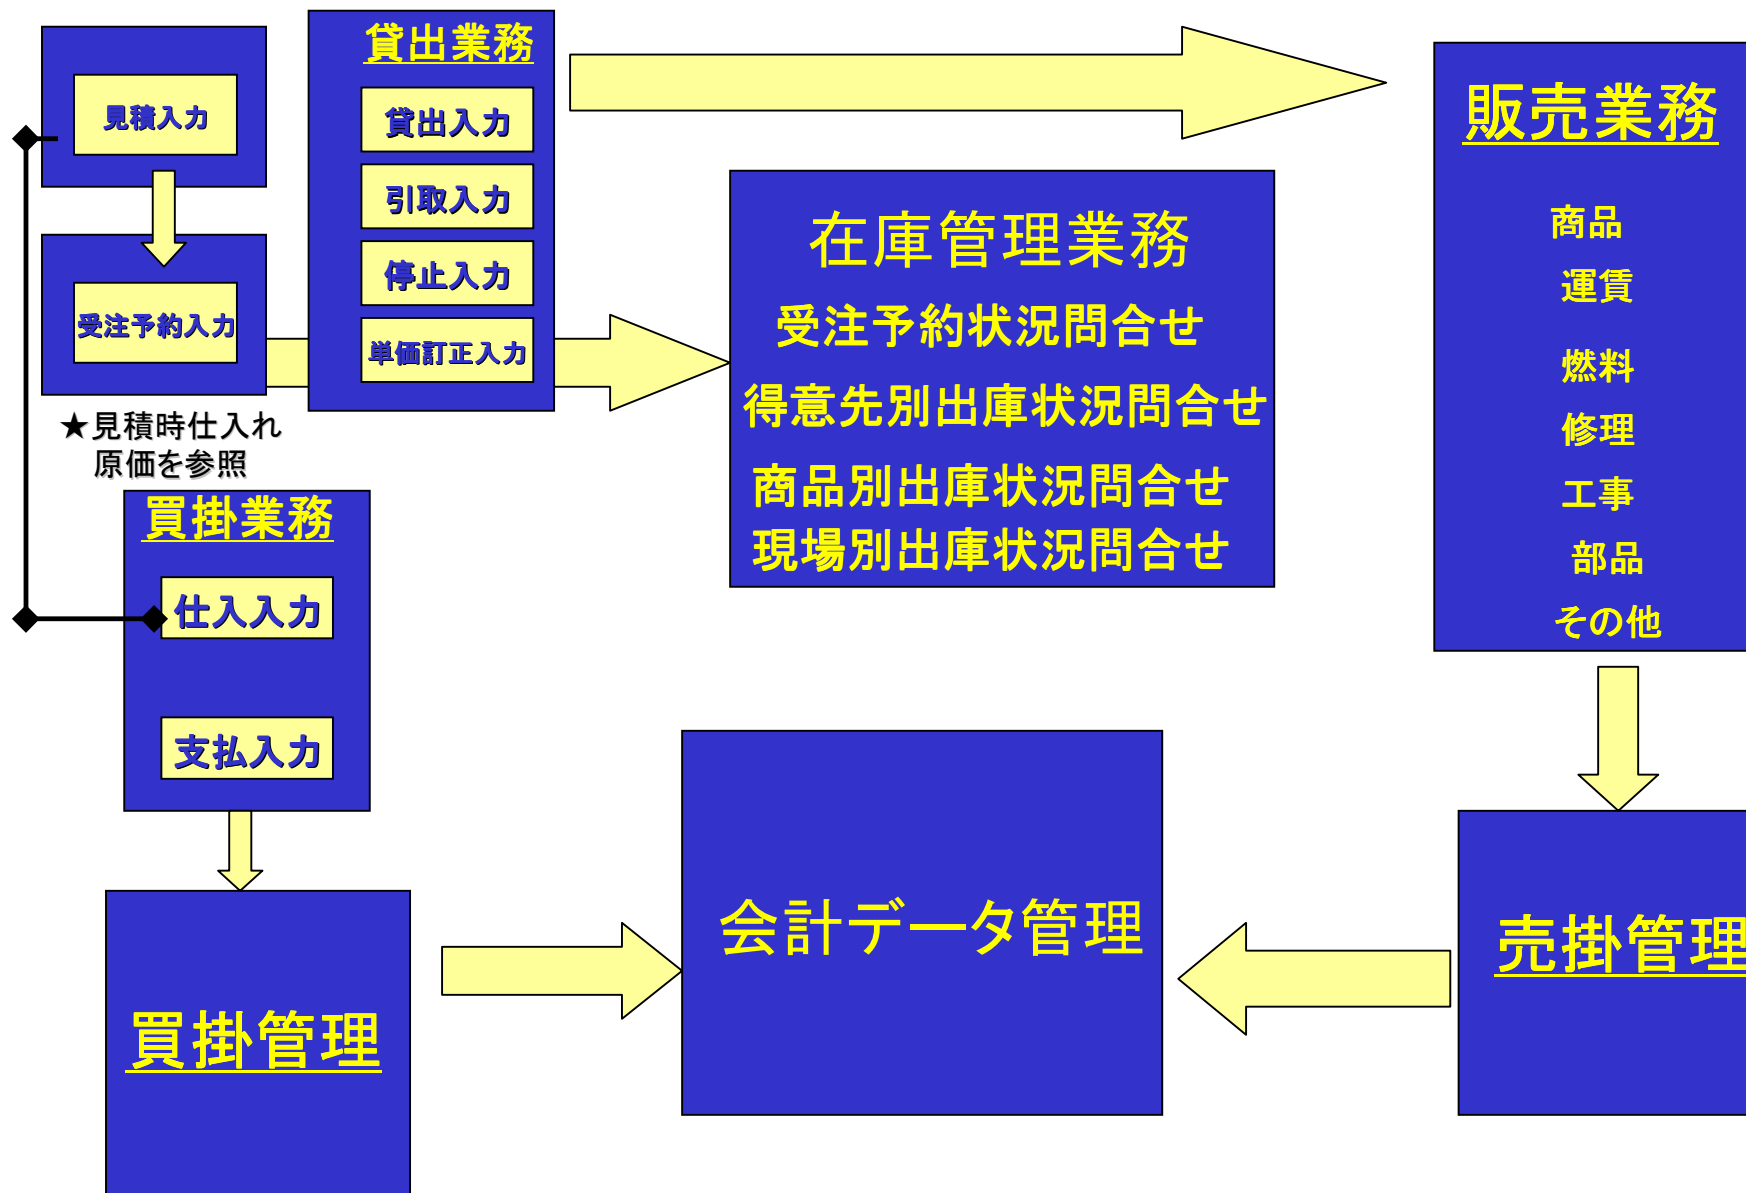 見積入力
受注予約入力
★見積時仕入れ
原価を参照
貸出業務
貸出入力
引取入力
停止入力
単価訂正入力
在庫管理業務
受注予約状況問合せ
得意先別出庫状況問合せ
商品別出庫状況問合せ
現場別出庫状況問合せ
販売業務
商品
運賃
燃料
修理
工事
部品
その他
買掛業務
仕入入力
支払入力
買掛管理
会計データ管理
売掛管理